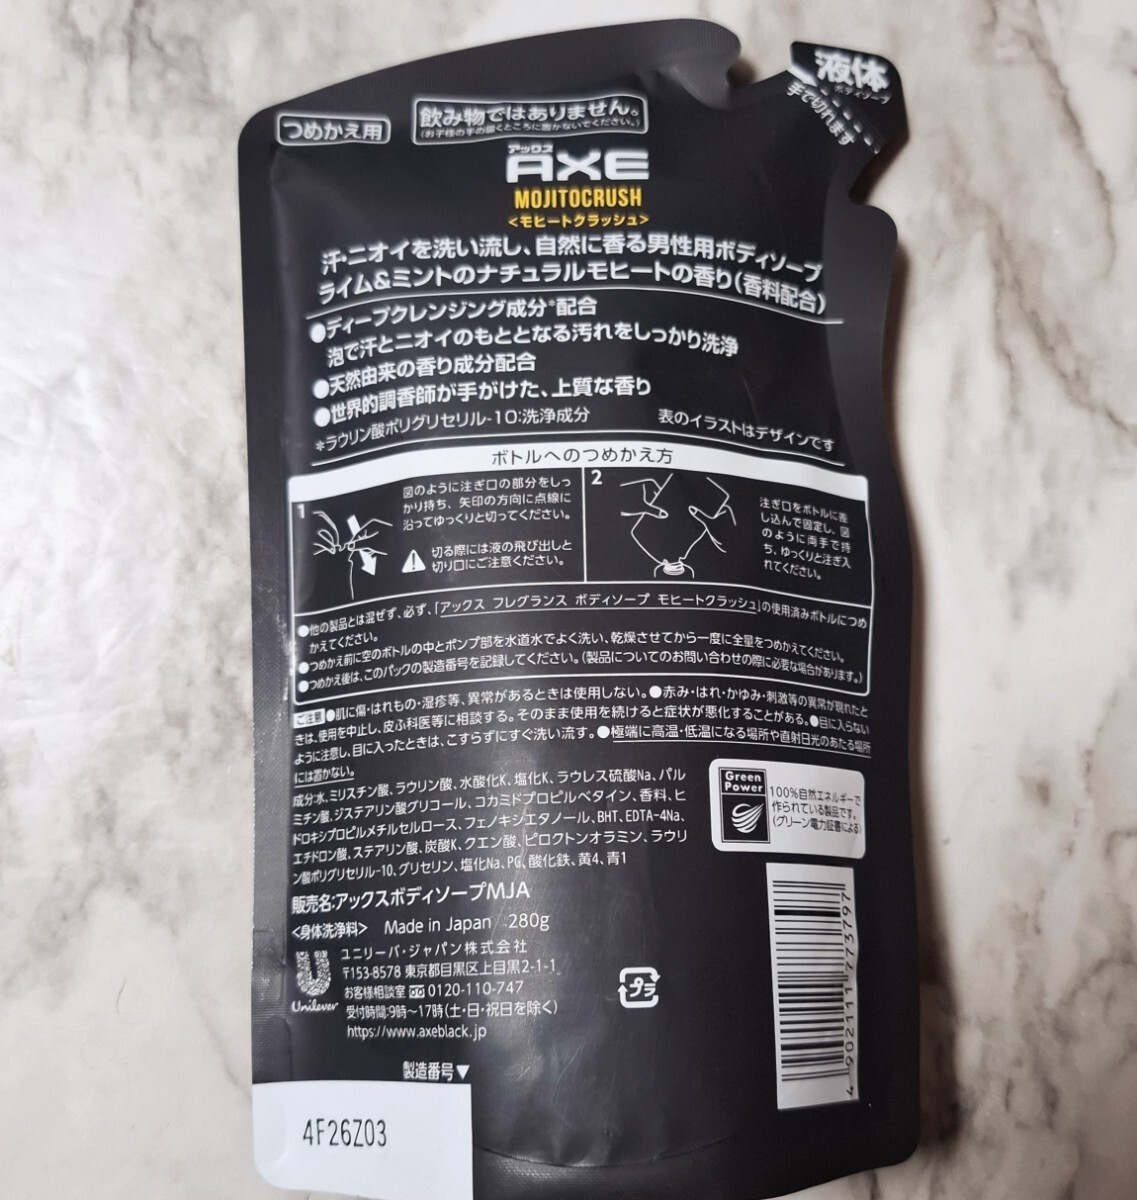 液体
ボディソープ
手で切れます
つめかえ用
飲み物ではありません。
(お子様の手の届くところに置かないでください。)
アックス
AXE
MOJITOCRUSH
<モヒートクラッシュ>
汗・ニオイを洗い流し、自然に香る男性用ボディソープ
ライム&ミントのナチュラルモヒートの香り(香料配合)
●ディープクレンジング成分*配合
泡で汗とニオイのもととなる汚れをしっかり洗浄
●天然由来の香り成分配合
●世界的調香師が手がけた、上質な香り
*ラウリン酸ポリグリセリル-10:洗浄成分 表のイラストはデザインです
ボトルへのつめかえ方
1
図のように注ぎ口の部分をしっ
かり持ち、矢印の方向に点線に
沿ってゆっくりと切ってください。
切る際には液の飛び出しと
切り口にご注意ください。
2
注ぎ口をボトルに差
し込んで固定し、図
のように両手で持
ち、ゆっくりと注ぎ入
れてください。
●他の製品とは混ぜず、必ず、「アックス フレグランス ボディソープ モヒートクラッシュ」の使用済みボトルにつめ
かえてください。
●つめかえ前に空のボトルの中とポンプ部を水道水でよく洗い、乾燥させてから一度に全量をつめかえてください。
●つめかえ後は、このパックの製造番号を記録してください。(製品についてのお問い合わせの際に必要な場合があります。)
ご注意 ●肌に傷・はれもの・湿疹等、異常があるときは使用しない。●赤み・はれ・かゆみ・刺激等の異常が現れたと
きは、使用を中止し、皮ふ科医等に相談する。そのまま使用を続けると症状が悪化することがある。●目に入らない
ように注意し、目に入ったときは、こすらずにすぐ洗い流す。●極端に高温・低温になる場所や直射日光のあたる場所
には置かない。
成分:水、ミリスチン酸、ラウリン酸、水酸化K、塩化K、ラウレス硫酸Na、パル
ミチン酸、ジステアリン酸グリコール、コカミドプロピルベタイン、香料、ヒ
ドロキシプロピルメチルセルロース、フェノキシエタノール、BHT、EDTA-4Na、
エチドロン酸、ステアリン酸、炭酸K、クエン酸、ピロクトンオラミン、ラウリ
ン酸ポリグリセリル-10、グリセリン、塩化Na、PG、酸化鉄、黄4、青1
Green
Power
100%自然エネルギーで
作られている製品です。
(グリーン電力証書による)
販売名:アックスボディソープMJA
<身体洗浄料> Made in Japan 280g
Unilever
ユニリーバ・ジャパン株式会社
〒153-8578 東京都目黒区上目黒2-1-1
お客様相談室 0120-110-747
受付時間:9時〜17時(土・日・祝日を除く)
https://www.axeblack.jp
プラ
4 902111 773797
製造番号▼
4F26Z03